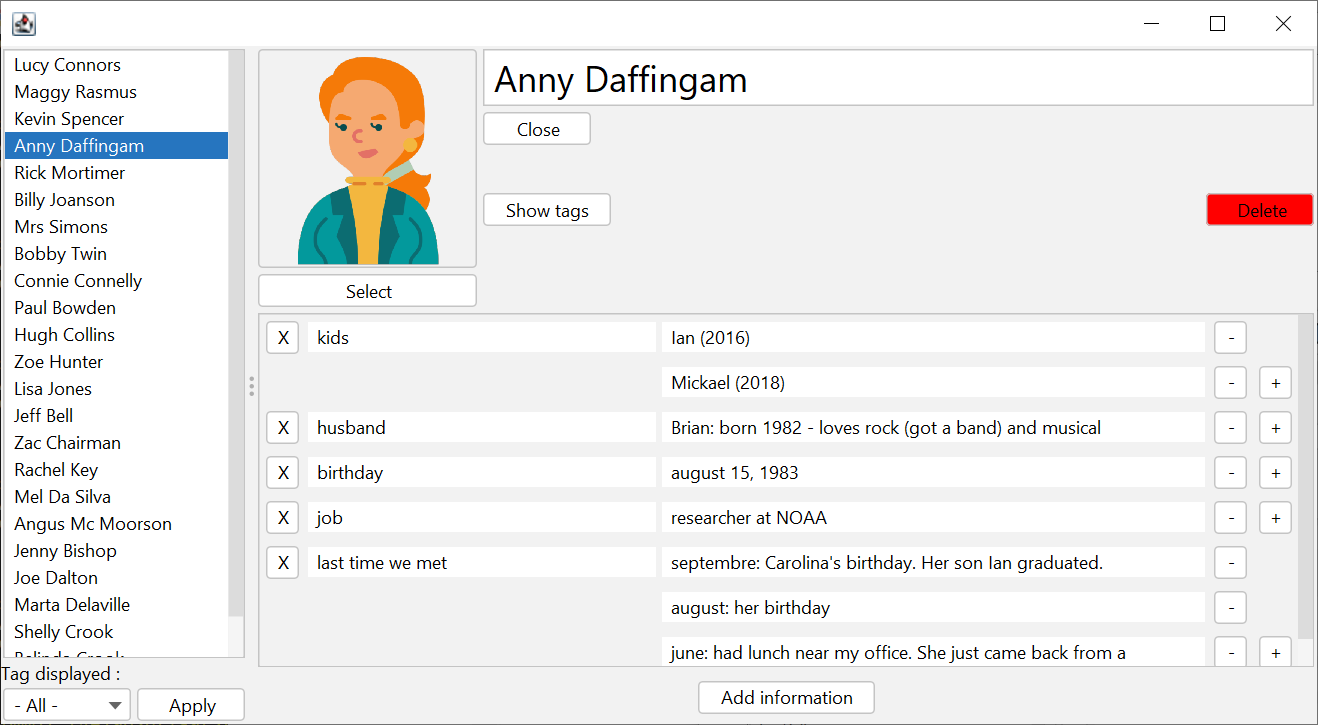 Lucy Connors
Maggy Rasmus
Kevin Spencer
Anny Daffingam
Rick Mortimer
Billy Joanson
Mrs Simons
Bobby Twin
Connie Connelly
Paul Bowden
Hugh Collins
Zoe Hunter
Lisa Jones
Jeff Bell
Zac Chairman
Rachel Key
Mel Da Silva
Angus Mc Moorson
Jenny Bishop
Joe Dalton
Marta Delaville
Shelly Crook
Tag displayed :
- All - Apply
Anny Daffingam
Close
Show tags Delete
Select
X kids Ian (2016) -
Mickael (2018) - +
X husband Brian: born 1982 - loves rock (got a band) and musical - +
X birthday august 15, 1983 - +
X job researcher at NOAA - +
X last time we met septembre: Carolina's birthday. Her son Ian graduated. -
august: her birthday -
june: had lunch near my office. She just came back from a - +
Add information